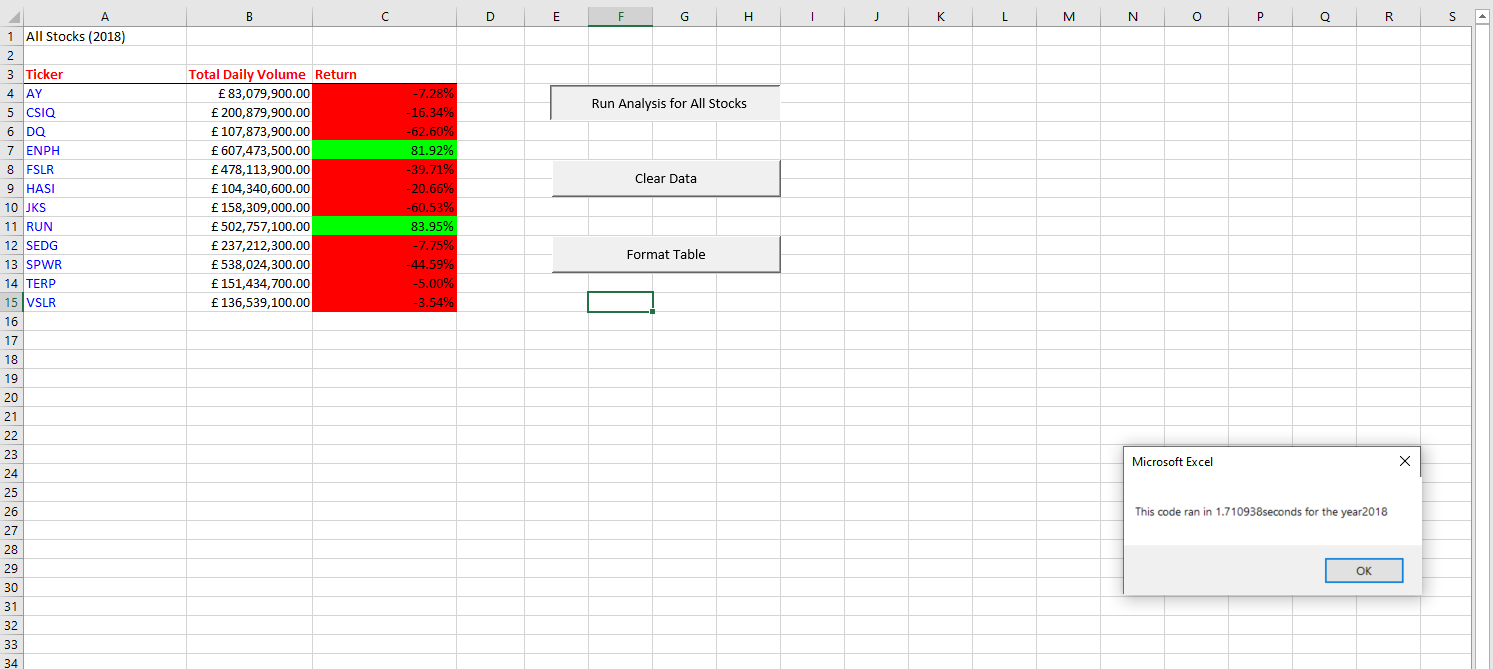 A B C D E F G H I J K L M N O P Q R S
1 All Stocks (2018)
2
3 Ticker Total Daily Volume Return
4 AY £ 83,079,900.00 -7.28%
Run Analysis for All Stocks
5 CSIQ £ 200,879,900.00 -16.34%
6 DQ £ 107,873,900.00 -62.60%
7 ENPH £ 607,473,500.00 81.92%
8 FSLR £ 478,113,900.00 -39.71%
Clear Data
9 HASI £ 104,340,600.00 -20.66%
10 JKS £ 158,309,000.00 -60.53%
11 RUN £ 502,757,100.00 83.95%
12 SEDG £ 237,212,300.00 -7.75%
Format Table
13 SPWR £ 538,024,300.00 -44.59%
14 TERP £ 151,434,700.00 -5.00%
15 VSLR £ 136,539,100.00 -3.54%
16
17
18
19
20
21
22
23
24
25
26
27
28
29
30
31
32
33
34
Microsoft Excel
This code ran in 1.710938seconds for the year2018
OK